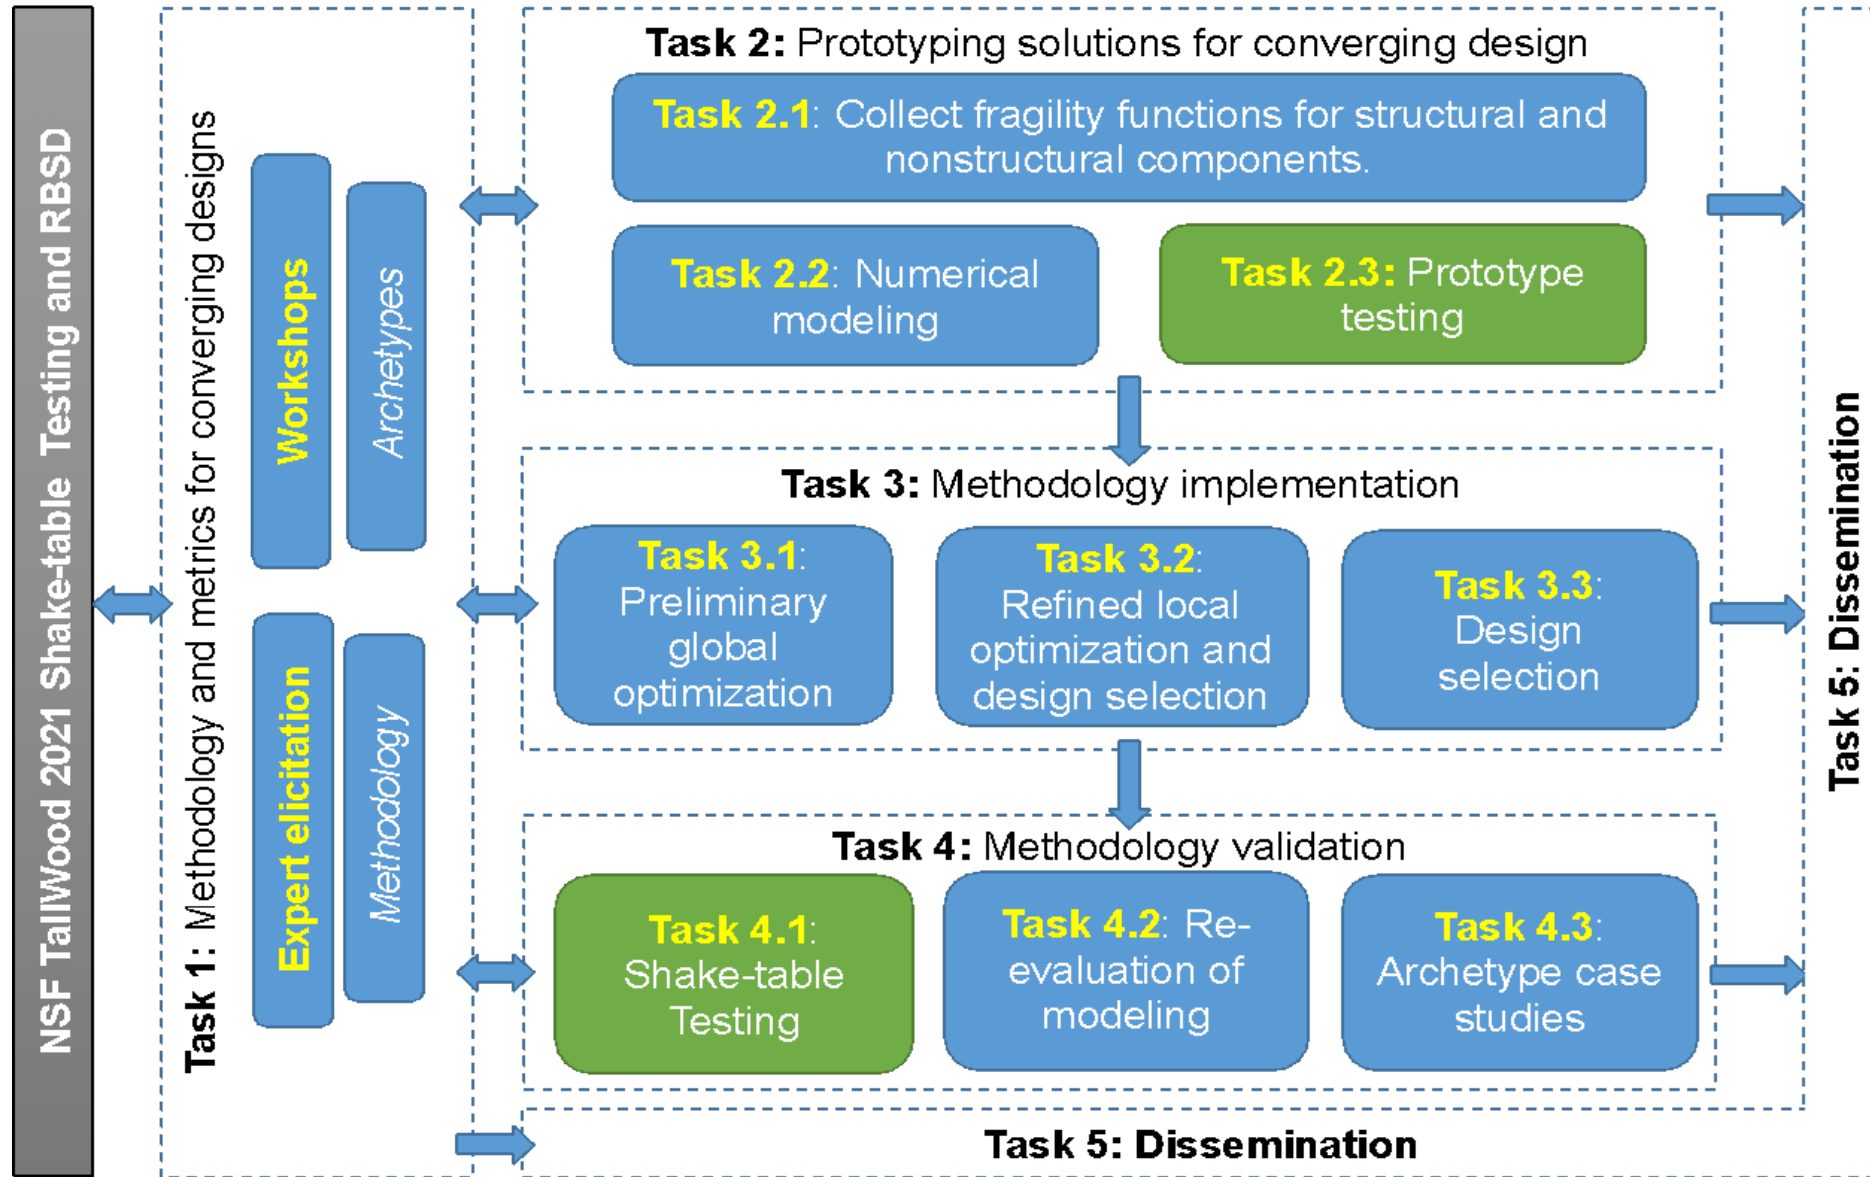 NSF TallWood 2021 Shake-table Testing and RBSD
Task 1: Methodology and metrics for converging designs
Workshops
Archetypes
Expert elicitation
Methodology
Task 2: Prototyping solutions for converging design
Task 2.1: Collect fragility functions for structural and
nonstructural components.
Task 2.2: Numerical
modeling
Task 2.3: Prototype
testing
Task 3: Methodology implementation
Task 3.1:
Preliminary
global
optimization
Task 3.2:
Refined local
optimization and
design selection
Task 3.3:
Design
selection
Task 4: Methodology validation
Task 4.1:
Shake-table
Testing
Task 4.2: Re-
evaluation of
modeling
Task 4.3:
Archetype case
studies
Task 5: Dissemination
Task 5: Dissemination